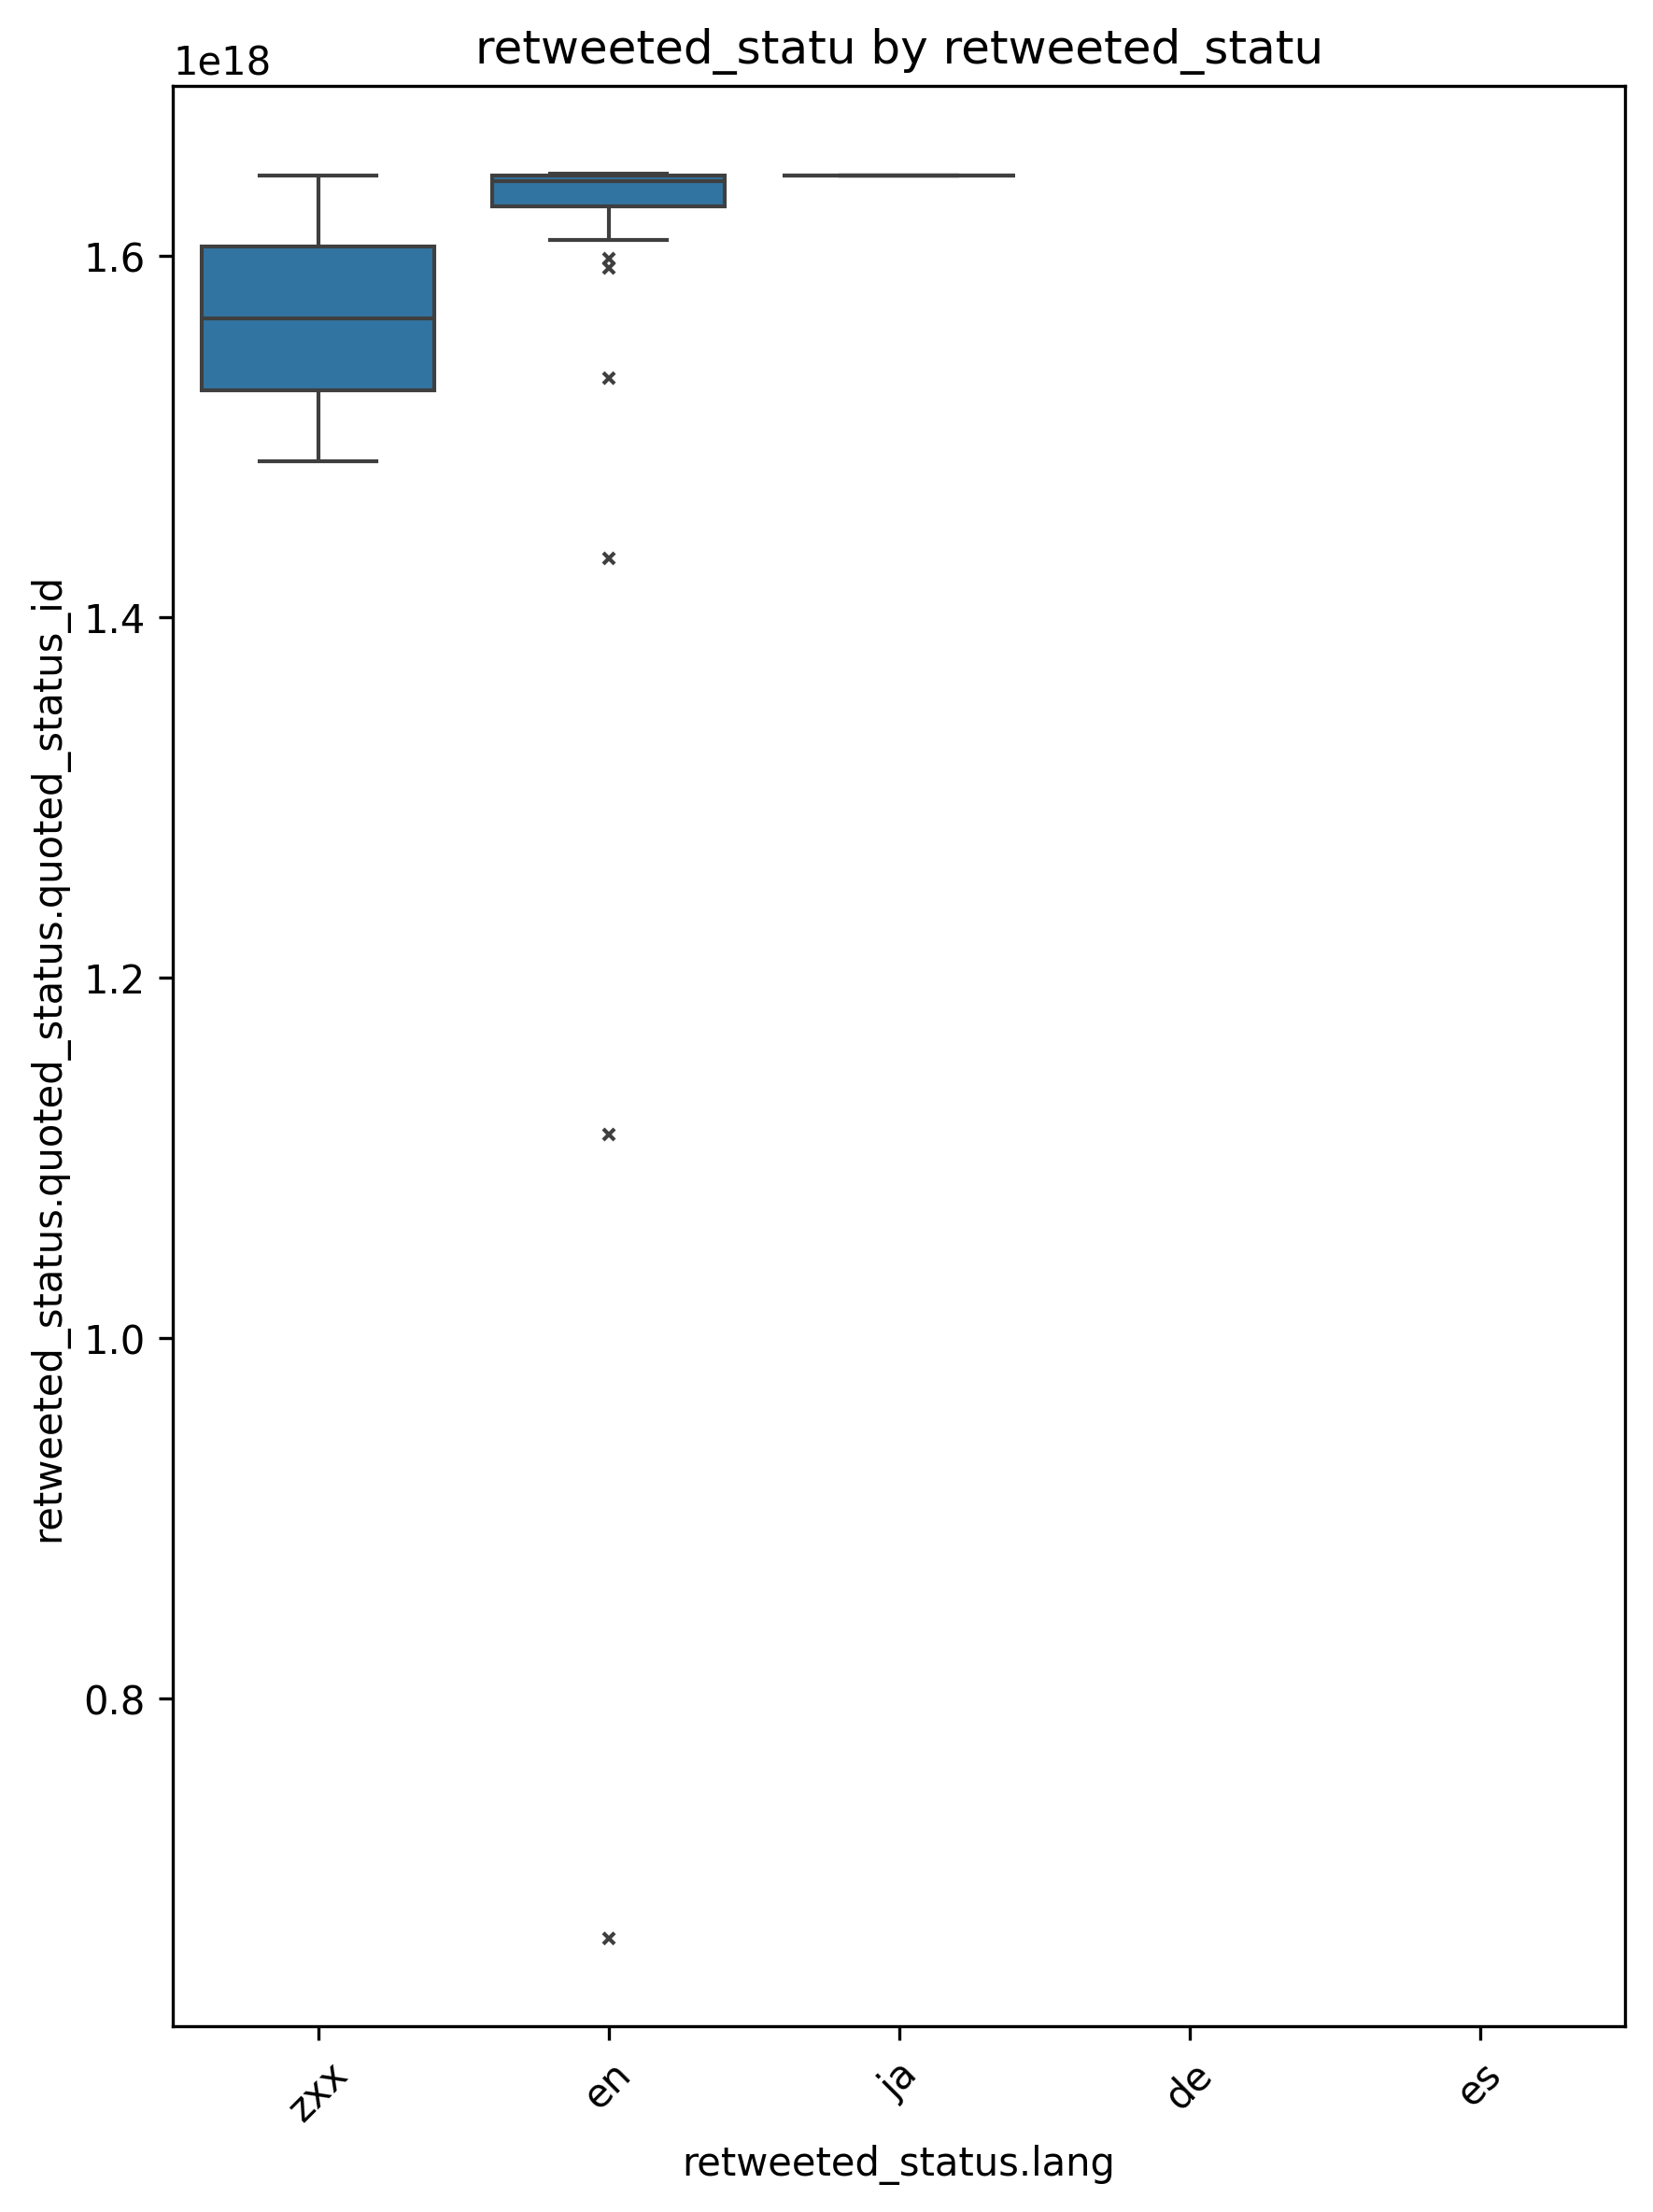 retweeted_statu by retweeted_statu
1e18
1.6
1.4
1.2
1.0
0.8
retweeted_status.quoted_status.quoted_status_id
zxx
en
ja
de
es
retweeted_status.lang